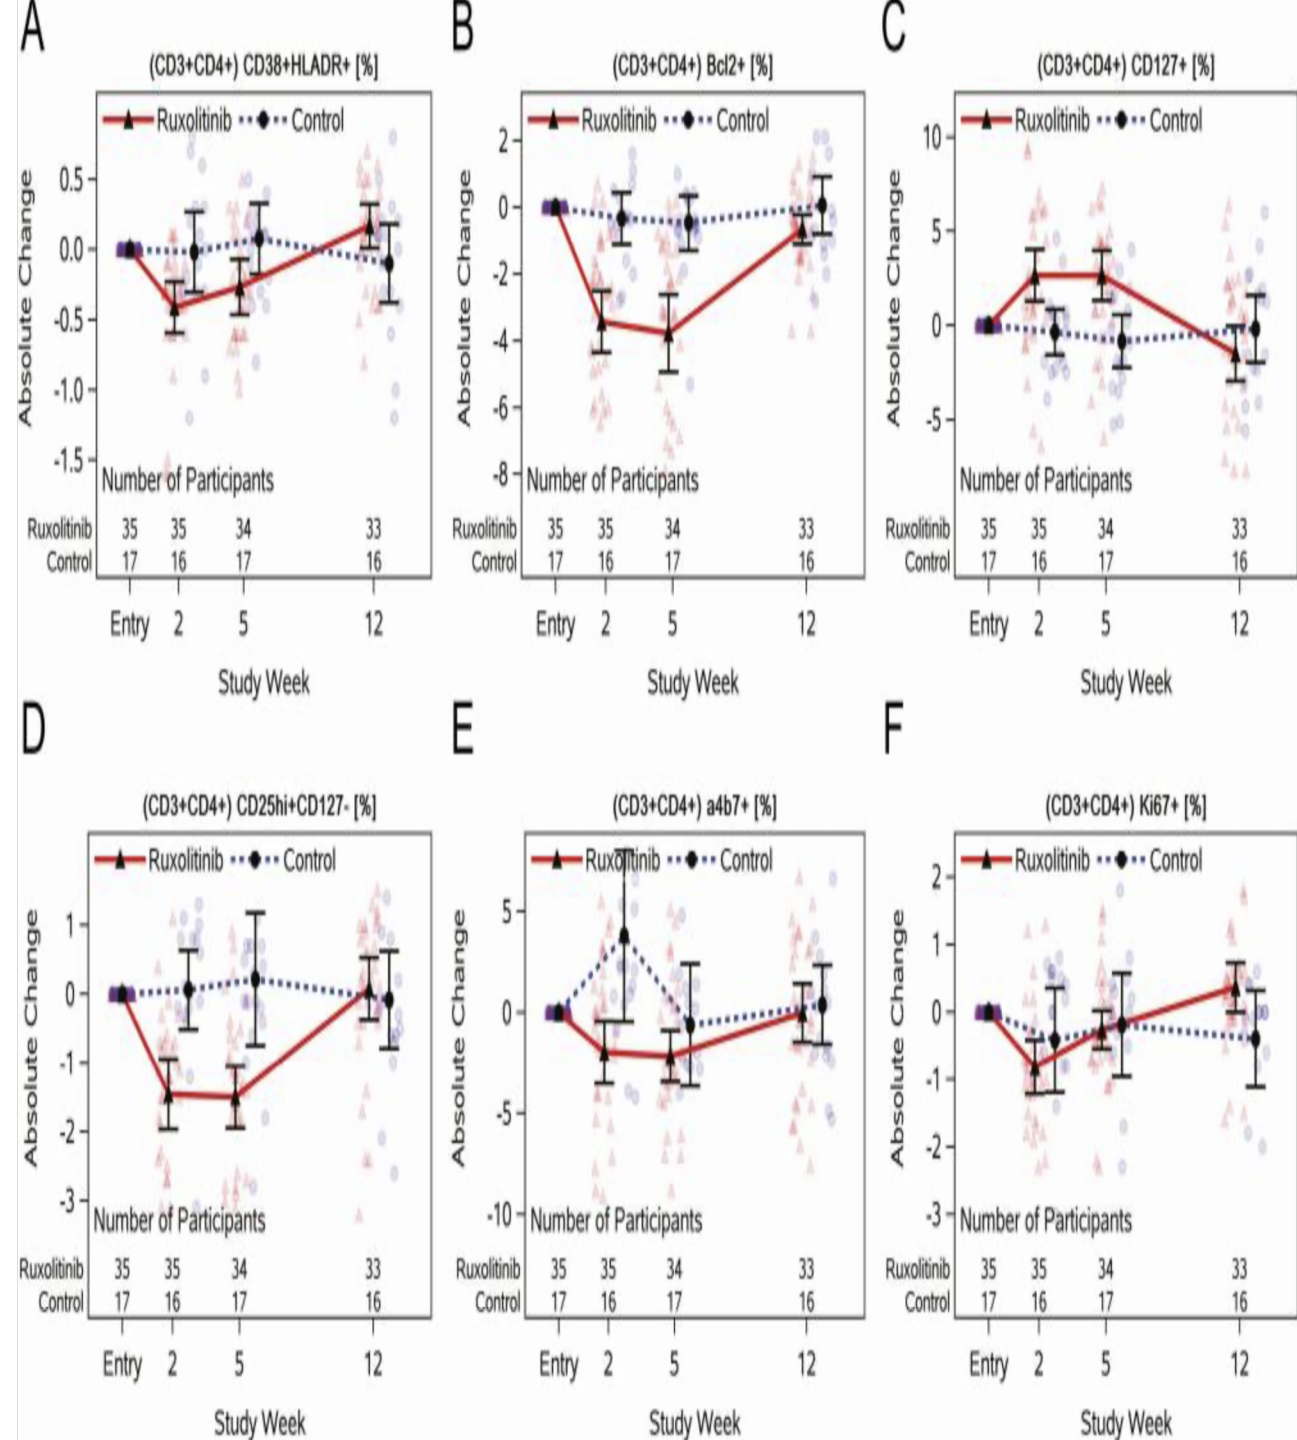 A
(CD3+CD4+) CD38+HLADR+ [%]
Ruxolitinib Control
Absolute Change
0.5
0.0
-0.5
-1.0
-1.5
Number of Participants
Ruxolitinib 35 35 34 33
Control 17 16 17 16
Entry 2 5 12
Study Week
B
(CD3+CD4+) Bcl2+ [%]
Ruxolitinib Control
Absolute Change
2
0
-2
-4
-6
-8
Number of Participants
Ruxolitinib 35 35 34 33
Control 17 16 17 16
Entry 2 5 12
Study Week
C
(CD3+CD4+) CD127+ [%]
Ruxolitinib Control
Absolute Change
10
5
0
-5
Number of Participants
Ruxolitinib 35 35 34 33
Control 17 16 17 16
Entry 2 5 12
Study Week
D
(CD3+CD4+) CD25hi+CD127- [%]
Ruxolitinib Control
Absolute Change
1
0
-1
-2
-3
Number of Participants
Ruxolitinib 35 35 34 33
Control 17 16 17 16
Entry 2 5 12
Study Week
E
(CD3+CD4+) a4b7+ [%]
Ruxolitinib Control
Absolute Change
5
0
-5
-10
Number of Participants
Ruxolitinib 35 35 34 33
Control 17 16 17 16
Entry 2 5 12
Study Week
F
(CD3+CD4+) Ki67+ [%]
Ruxolitinib Control
Absolute Change
2
1
0
-1
-2
-3
Number of Participants
Ruxolitinib 35 35 34 33
Control 17 16 17 16
Entry 2 5 12
Study Week